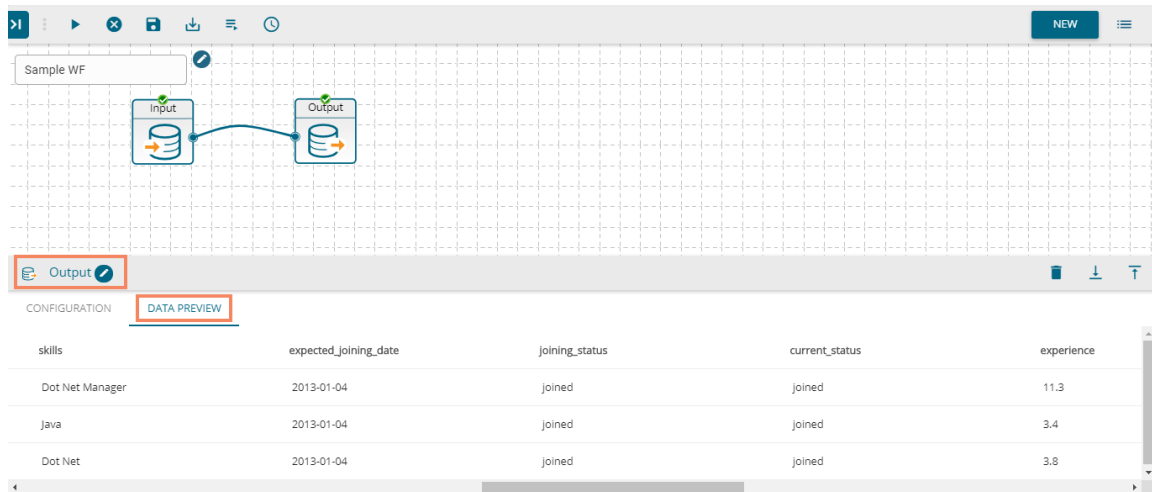 NEW
Sample WF
Input
Output
Output
CONFIGURATION DATA PREVIEW
skills expected_joining_date joining_status current_status experience
Dot Net Manager 2013-01-04 joined joined 11.3
Java 2013-01-04 joined joined 3.4
Dot Net 2013-01-04 joined joined 3.8